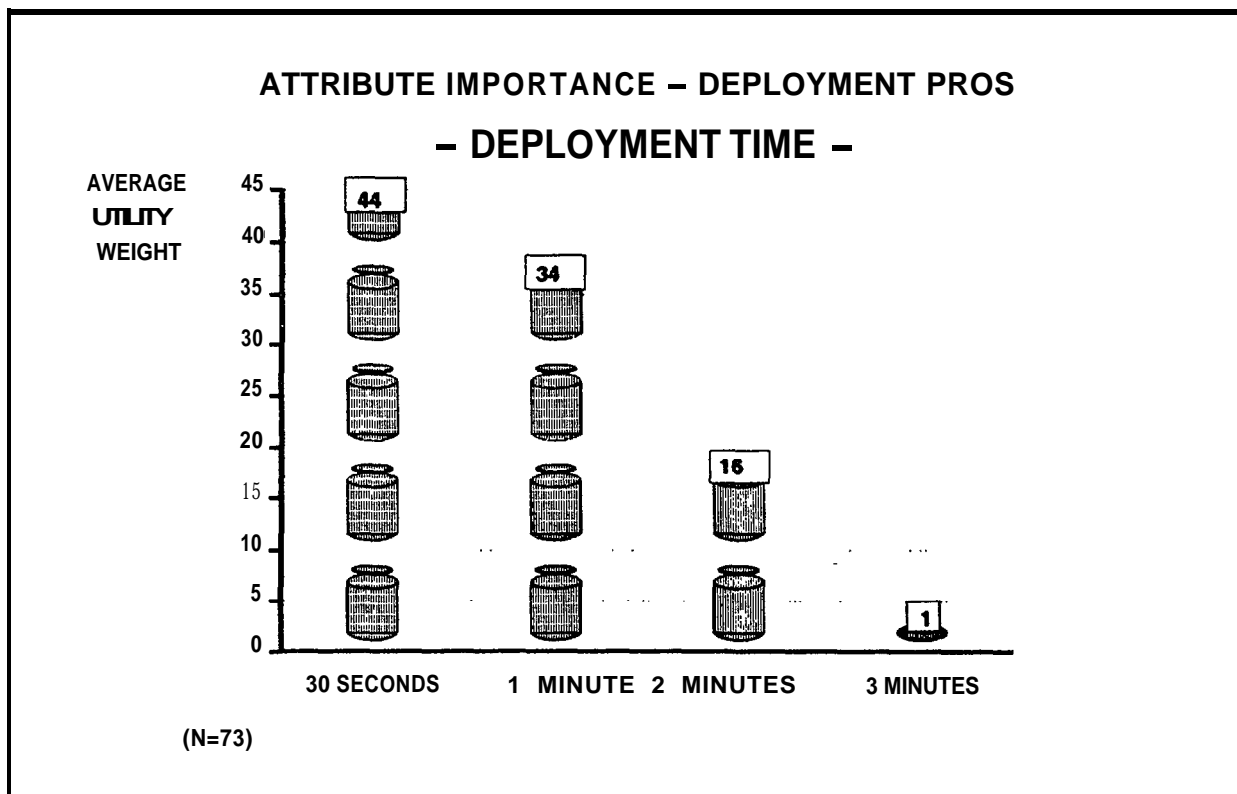 ATTRIBUTE IMPORTANCE – DEPLOYMENT PROS
– DEPLOYMENT TIME –
AVERAGE
UTILITY
WEIGHT
45
40
35
30
25
20
15
10
5
0
44
34
16
1
30 SECONDS
1 MINUTE
2 MINUTES
3 MINUTES
(N=73)